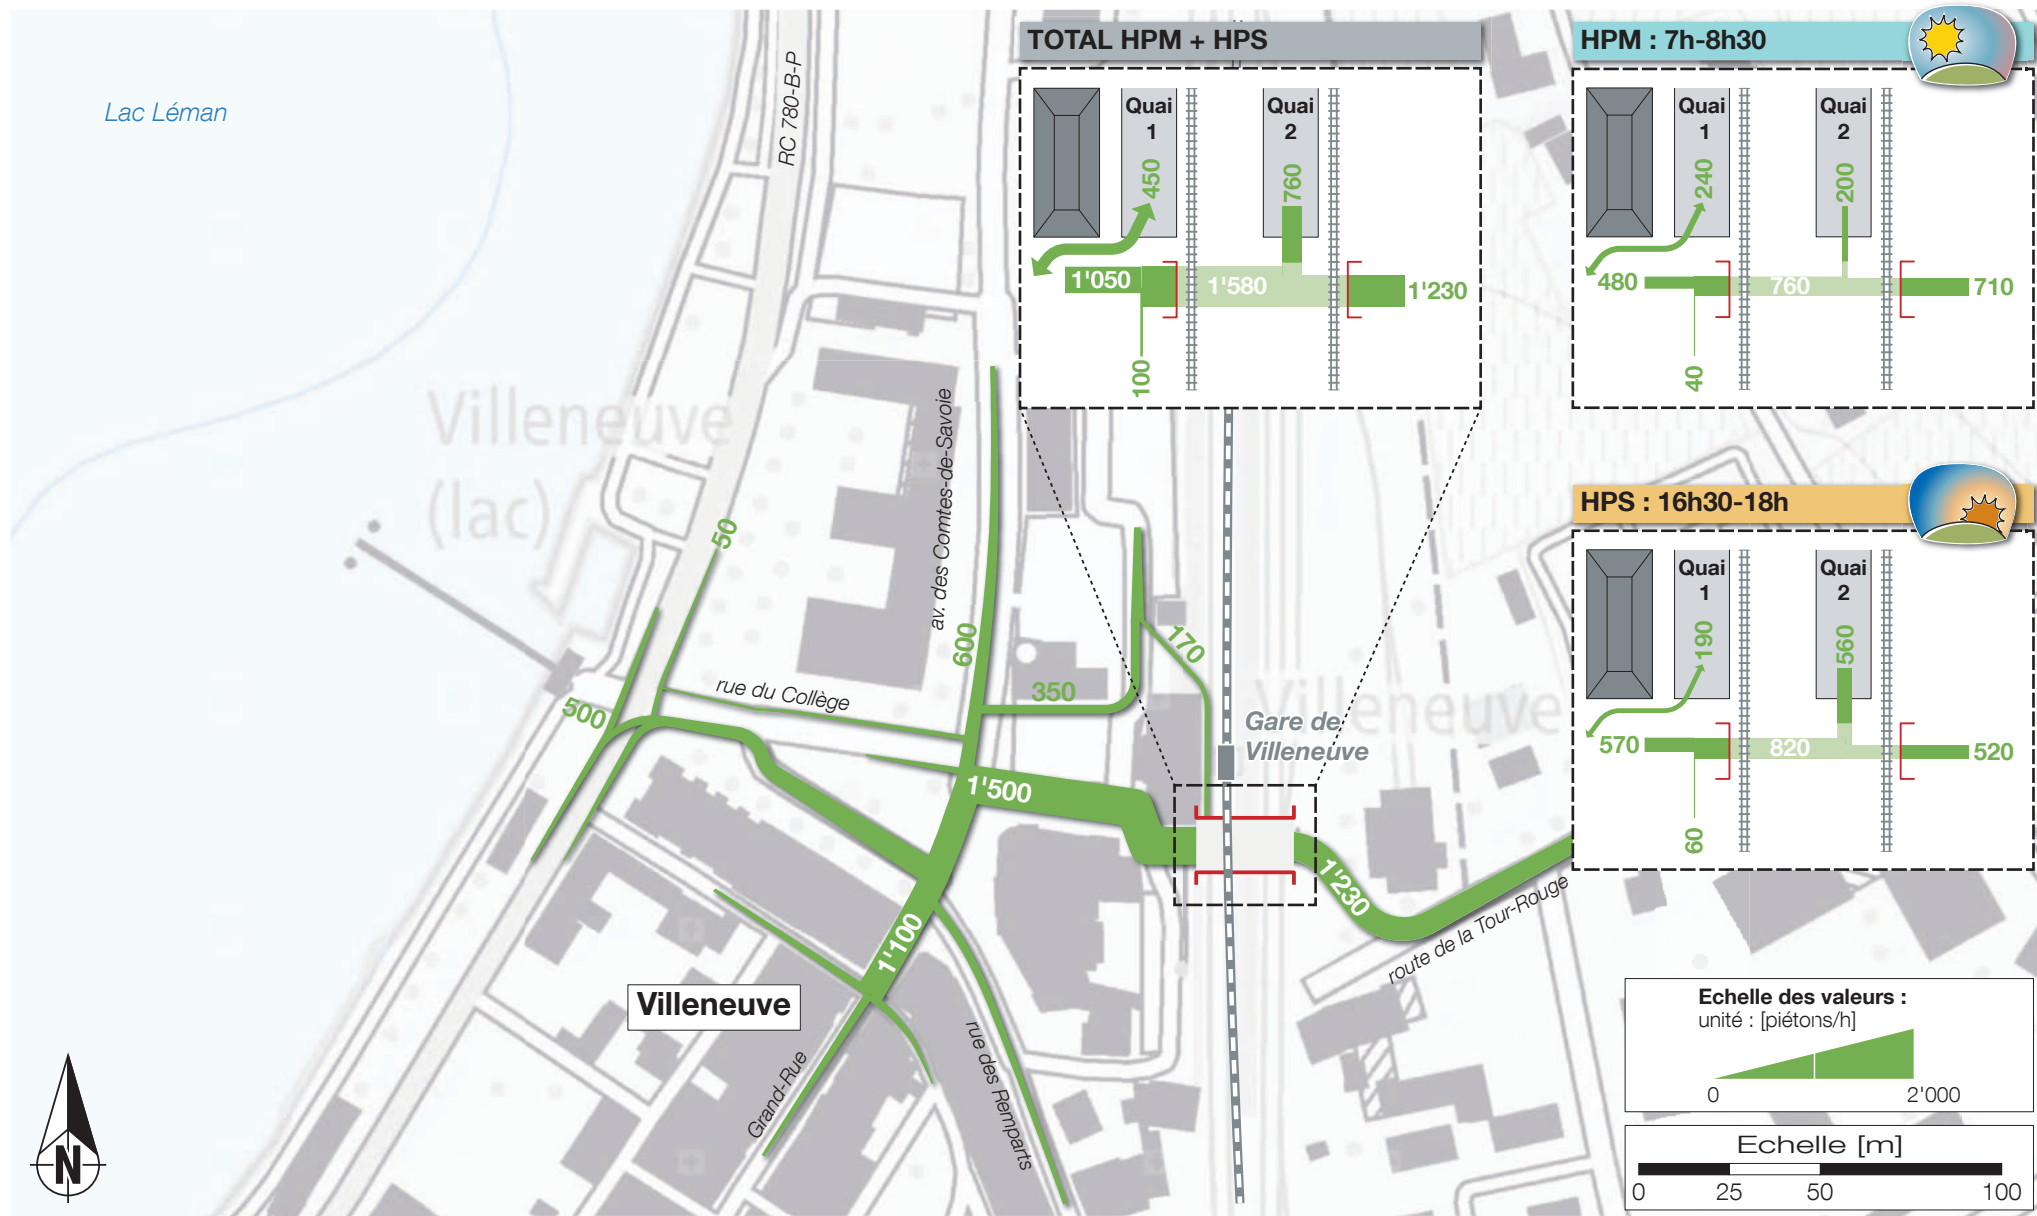 TOTAL HPM + HPS
Quai
1
Quai
2
450
760
1'050
1'580
1'230
100
HPM : 7h-8h30
Quai
1
Quai
2
240
200
480
760
710
40
HPS : 16h30-18h
Quai
1
Quai
2
190
560
570
820
520
60
Lac Léman
RC 780-B-P
Villeneuve
(lac)
av. des Comtes-de-Savoie
50
600
170
350
rue du Collège
500
Villeneuve
Gare de
Villeneuve
1'500
1'230
route de la Tour-Rouge
1'100
Villeneuve
Grand-Rue
rue des Remparts
N
Echelle des valeurs :
unité : [piétons/h]
0 2'000
Echelle [m]
0 25 50 100